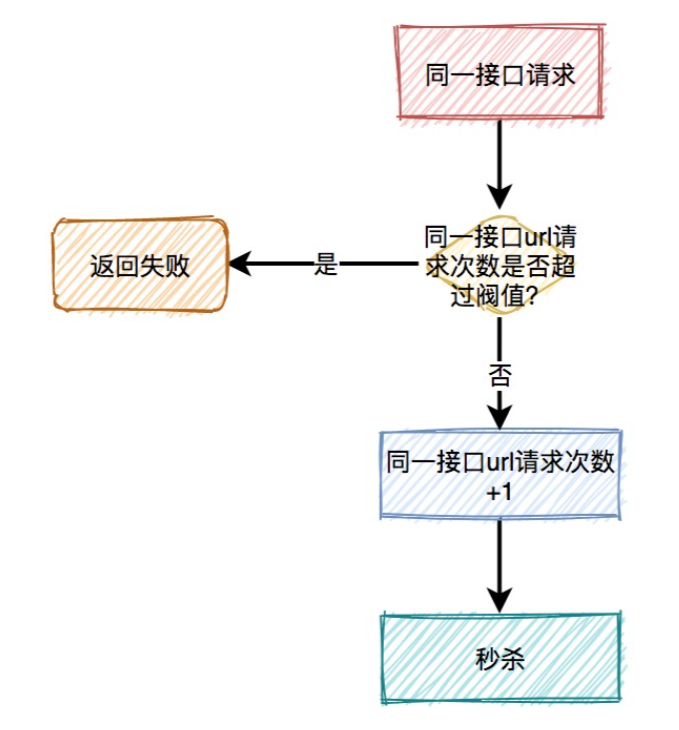 同一接口请求
同一接口url请
求次数是否超
过阀值?
是
返回失败
否
同一接口url请求次数
+1
秒杀